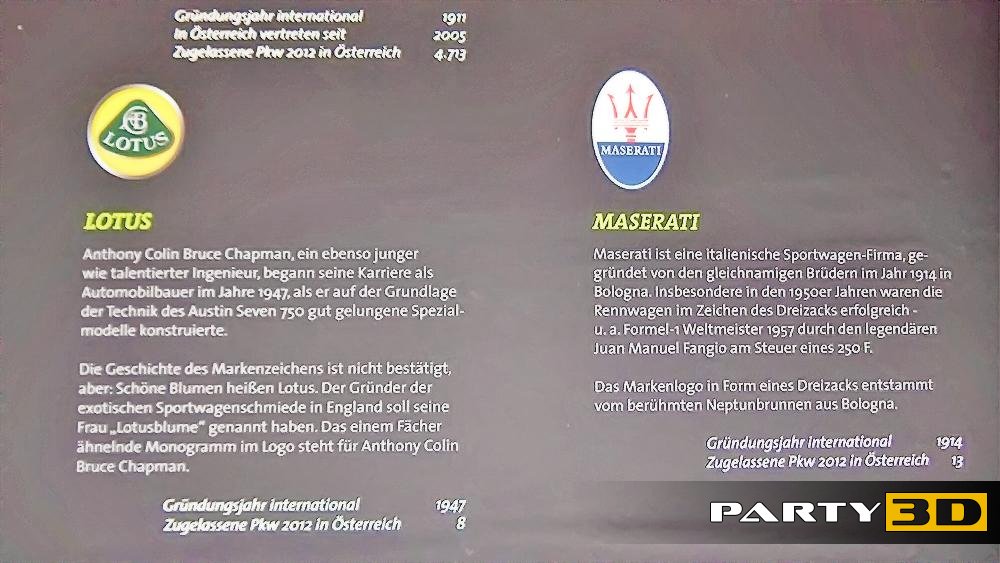 Gründungsjahr international 1911
In Österreich vertreten seit 2005
Zugelassene Pkw 2012 in Österreich 4.713
ACBC
LOTUS
LOTUS
Anthony Colin Bruce Chapman, ein ebenso junger
wie talentierter Ingenieur, begann seine Karriere als
Automobilbauer im Jahre 1947, als er auf der Grundlage
der Technik des Austin Seven 750 gut gelungene Spezial-
modelle konstruierte.
Die Geschichte des Markenzeichens ist nicht bestätigt,
aber: Schöne Blumen heißen Lotus. Der Gründer der
exotischen Sportwagenschmiede in England soll seine
Frau „Lotusblume“ genannt haben. Das einem Fächer
ähnelnde Monogramm im Logo steht für Anthony Colin
Bruce Chapman.
Gründungsjahr international 1947
Zugelassene Pkw 2012 in Österreich 8
MASERATI
MASERATI
Maserati ist eine italienische Sportwagen-Firma, ge-
gründet von den gleichnamigen Brüdern im Jahr 1914 in
Bologna. Insbesondere in den 1950er Jahren waren die
Rennwagen im Zeichen des Dreizacks erfolgreich -
u. a. Formel-1 Weltmeister 1957 durch den legendären
Juan Manuel Fangio am Steuer eines 250 F.
Das Markenlogo in Form eines Dreizacks entstammt
vom berühmten Neptunbrunnen aus Bologna.
Gründungsjahr international 1914
Zugelassene Pkw 2012 in Österreich 13
PARTY 3D